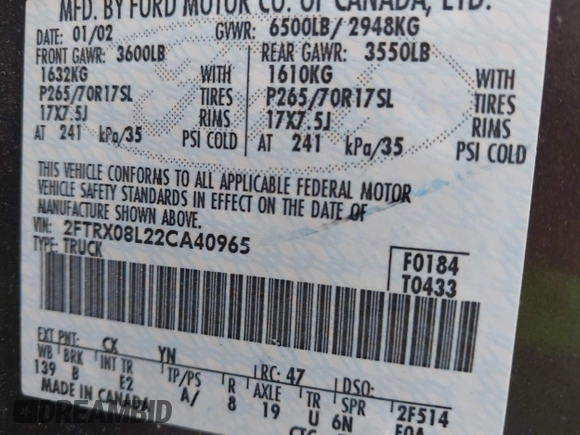 MFD. BY FORD MOTOR CO. OF CANADA, LTD.
DATE: 01/02 GVWR: 6500LB/ 2948KG
FRONT GAWR: 3600LB REAR GAWR: 3550LB
1632KG WITH 1610KG WITH
P265/70R17SL TIRES P265/70R17SL TIRES
17X7.5J RIMS 17X7.5J RIMS
AT 241 kPa/35 PSI COLD AT 241 kPa/35 PSI COLD
THIS VEHICLE CONFORMS TO ALL APPLICABLE FEDERAL MOTOR
VEHICLE SAFETY STANDARDS IN EFFECT ON THE DATE OF
MANUFACTURE SHOWN ABOVE.
VIN: 2FTRX08L22CA40965
TYPE: TRUCK
F0184
T0433
EXT PNT: CX YN RC: 47 DSO:
WB BRK INT TR TP/PS R AXLE TR SPR 2F514
139 B E2 A/ 8 19 U 6N
MADE IN CANADA
DREAMBID